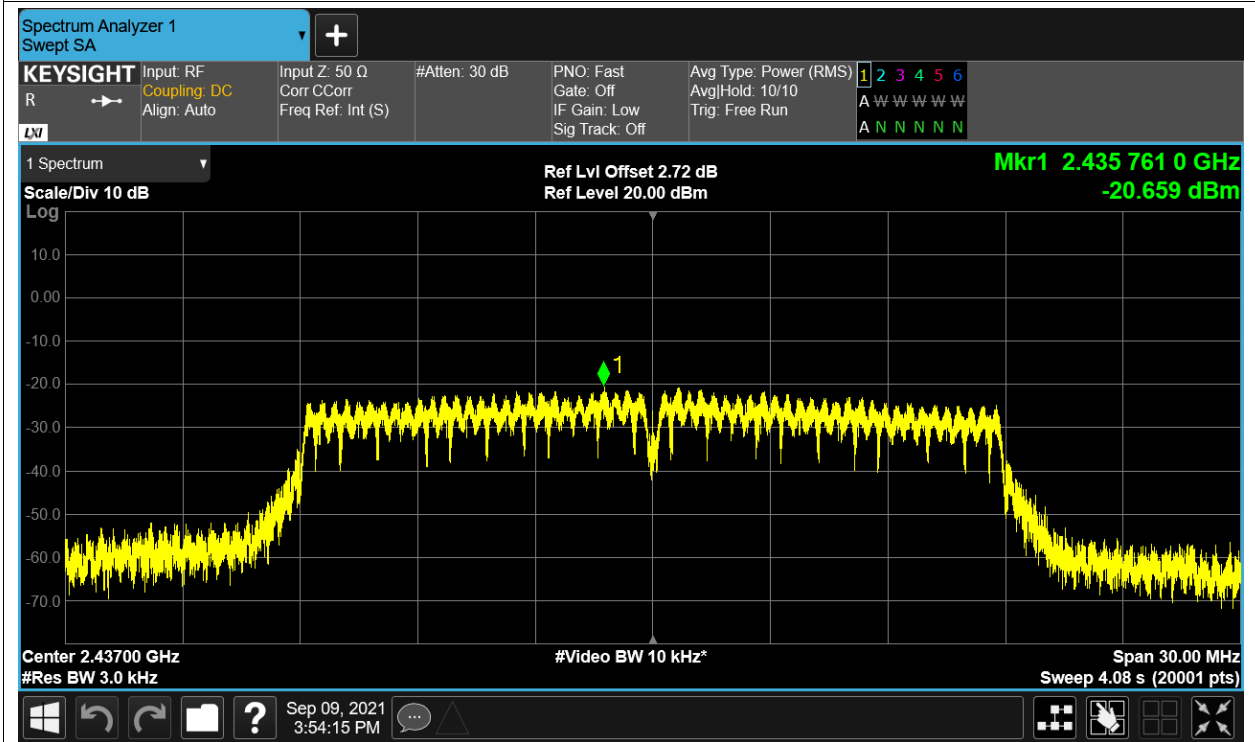 Spectrum Analyzer 1
Swept SA
+
KEYSIGHT
R
LXI
Input: RF
Coupling: DC
Align: Auto
Input Z: 50 Ω
Corr CCorr
Freq Ref: Int (S)
#Atten: 30 dB
PNO: Fast
Gate: Off
IF Gain: Low
Sig Track: Off
Avg Type: Power (RMS)
Avg|Hold: 10/10
Trig: Free Run
1 2 3 4 5 6
A W W W W W
A N N N N N
1 Spectrum
Scale/Div 10 dB
Log
Ref Lvl Offset 2.72 dB
Ref Level 20.00 dBm
Mkr1 2.435 761 0 GHz
-20.659 dBm
10.0
0.00
-10.0
-20.0
-30.0
-40.0
-50.0
-60.0
-70.0
1
Center 2.43700 GHz
#Res BW 3.0 kHz
#Video BW 10 kHz*
Span 30.00 MHz
Sweep 4.08 s (20001 pts)
?
Sep 09, 2021
3:54:15 PM